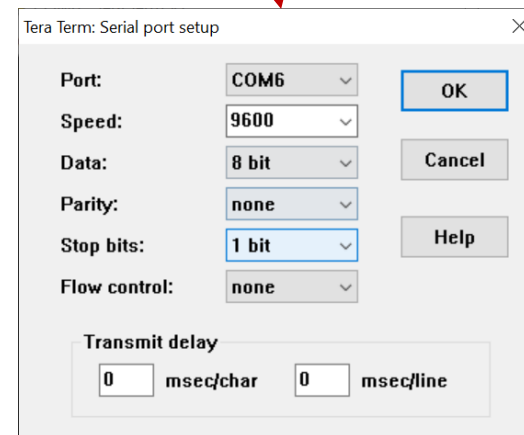 Tera Term: Serial port setup
Port: COM6 OK
Speed: 9600
Data: 8 bit Cancel
Parity: none
Stop bits: 1 bit Help
Flow control: none
Transmit delay
0 msec/char 0 msec/line